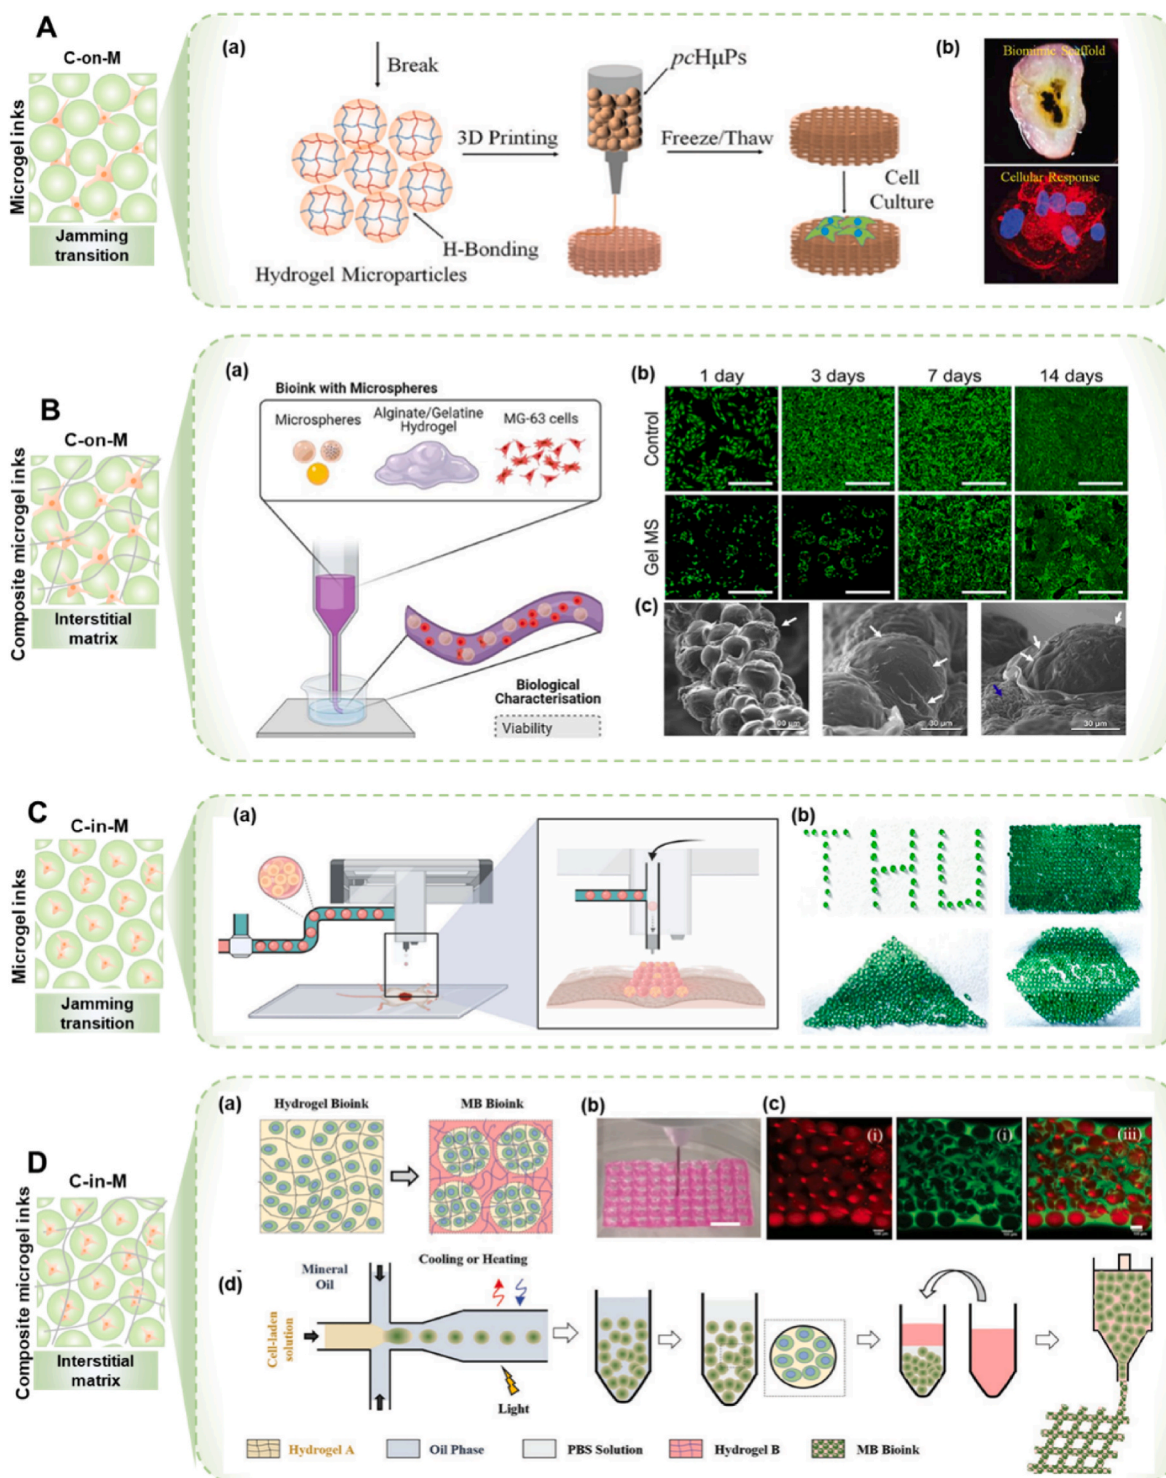 A
C-on-M
Microgel inks
Jamming
transition
(a)
Break
3D Printing
pcHμPs
Freeze/Thaw
Cell
Culture
H-Bonding
Hydrogel Microparticles
(b)
Biomimic Scaffold
Cellular Response
B
C-on-M
Composite microgel inks
Interstitial
matrix
(a)
Bioink with Microspheres
Microspheres
Alginate/Gelatine
Hydrogel
MG-63 cells
Biological
Characterisation
Viability
(b)
1 day
3 days
7 days
14 days
Control
Gel MS
(c)
30 μm
30 μm
C
C-in-M
Microgel inks
Jamming
transition
(a)
(b)
THU
D
C-in-M
Composite microgel inks
Interstitial
matrix
(a)
Hydrogel Bioink
MB Bioink
(b)
(c)
(i)
(i)
(iii)
(d)
Mineral
Oil
Cooling or Heating
Cell-laden
solution
Light
Hydrogel A
Oil Phase
PBS Solution
Hydrogel B
MB Bioink